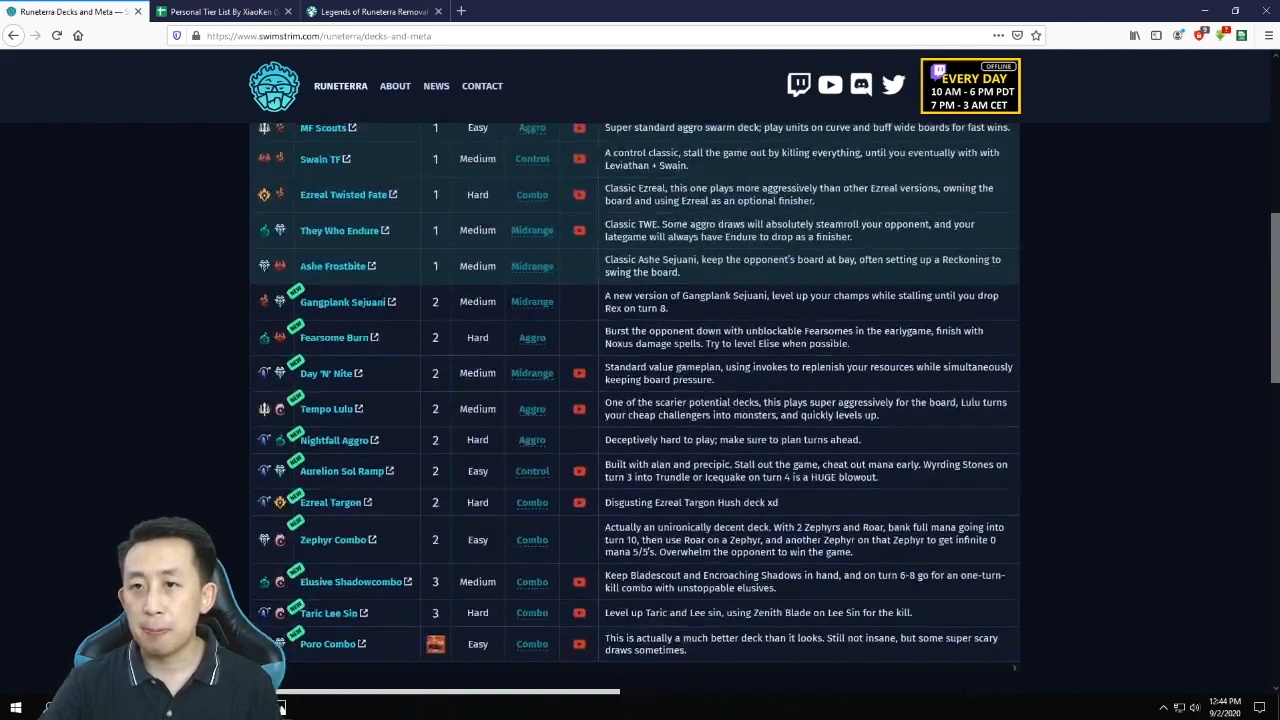 Runeterra Decks and Meta — S
Personal Tier List By XiaoKen (S
Legends of Runeterra Removal
https://www.swimstrim.com/runeterra/decks-and-meta
RUNETERRA ABOUT NEWS CONTACT
OFFLINE
EVERY DAY
10 AM - 6 PM PDT
7 PM - 3 AM CET
MF Scouts 1 Easy Aggro Super standard aggro swarm deck; play units on curve and buff wide boards for fast wins.
Swain TF 1 Medium Control A control classic, stall the game out by killing everything, until you eventually with with
Leviathan + Swain.
Ezreal Twisted Fate 1 Hard Combo Classic Ezreal, this one plays more aggressively than other Ezreal versions, owning the
board and using Ezreal as an optional finisher.
They Who Endure 1 Medium Midrange Classic TWE. Some aggro draws will absolutely steamroll your opponent, and your
lategame will always have Endure to drop as a finisher.
Ashe Frostbite 1 Medium Midrange Classic Ashe Sejuani, keep the opponent's board at bay, often setting up a Reckoning to
swing the board.
NEW Gangplank Sejuani 2 Medium Midrange A new version of Gangplank Sejuani, level up your champs while stalling until you drop
Rex on turn 8.
NEW Fearsome Burn 2 Hard Aggro Burst the opponent down with unblockable Fearsomes in the earlygame, finish with
Noxus damage spells. Try to level Elise when possible.
NEW Day 'N' Nite 2 Medium Midrange Standard value gameplan, using invokes to replenish your resources while simultaneously
keeping board pressure.
NEW Tempo Lulu 2 Medium Aggro One of the scarier potential decks, this plays super aggressively for the board, Lulu turns
your cheap challengers into monsters, and quickly levels up.
NEW Nightfall Aggro 2 Hard Aggro Deceptively hard to play; make sure to plan turns ahead.
NEW Aurelion Sol Ramp 2 Easy Control Built with alan and precipic. Stall out the game, cheat out mana early. Wyrding Stones on
turn 3 into Trundle or Icequake on turn 4 is a HUGE blowout.
NEW Ezreal Targon 2 Hard Combo Disgusting Ezreal Targon Hush deck xd
NEW Zephyr Combo 2 Easy Combo Actually an unironically decent deck. With 2 Zephyrs and Roar, bank full mana going into
turn 10, then use Roar on a Zephyr, and another Zephyr on that Zephyr to get infinite 0
mana 5/5's. Overwhelm the opponent to win the game.
NEW Elusive Shadowcombo 3 Medium Combo Keep Bladescout and Encroaching Shadows in hand, and on turn 6-8 go for an one-turn-
kill combo with unstoppable elusives.
NEW Taric Lee Sin 3 Hard Combo Level up Taric and Lee sin, using Zenith Blade on Lee Sin for the kill.
NEW Poro Combo Easy Combo This is actually a much better deck than it looks. Still not insane, but some super scary
draws sometimes.
12:44 PM
9/2/2020